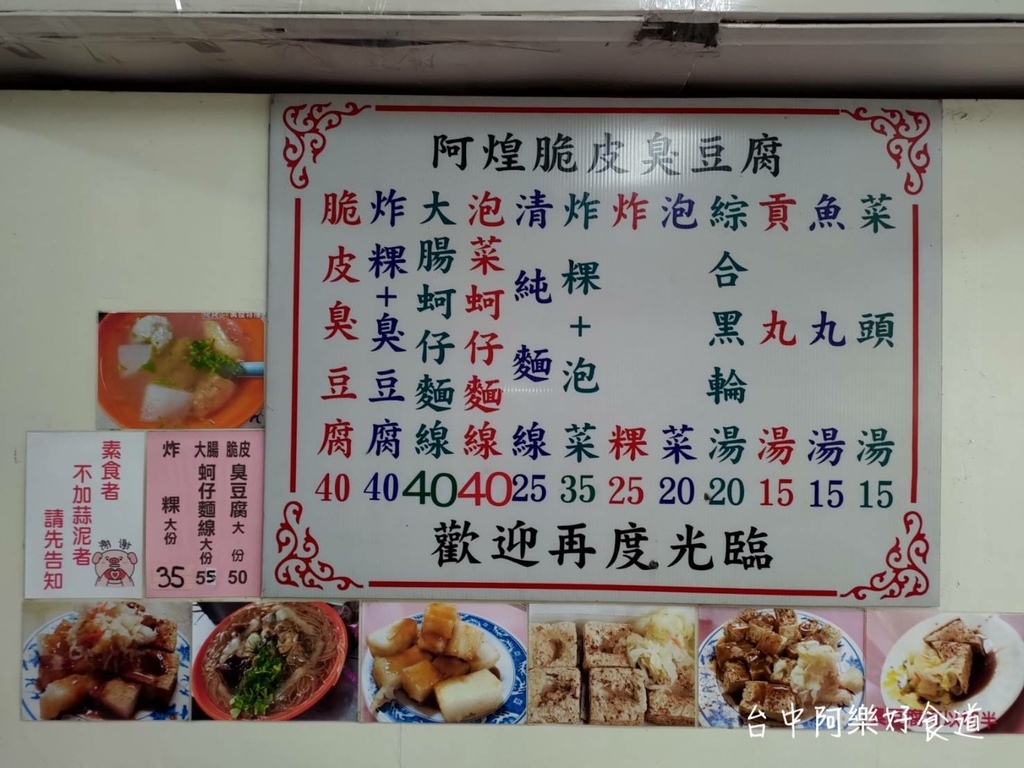 阿煌脆皮臭豆腐
脆皮臭豆腐 40
炸粿+臭豆腐 40
大腸蚵仔麵線 40
泡菜蚵仔麵線 40
清純麵線 25
炸粿+泡菜 35
炸粿 25
泡菜 20
綜合黑輪湯 20
貢丸湯 15
魚丸湯 15
菜頭湯 15
歡迎再度光臨
素食者
不加蒜泥者
請先告知
謝謝
脆皮臭豆腐大份 50
大腸蚵仔麵線大份 55
炸粿大份 35
台中阿樂好食道